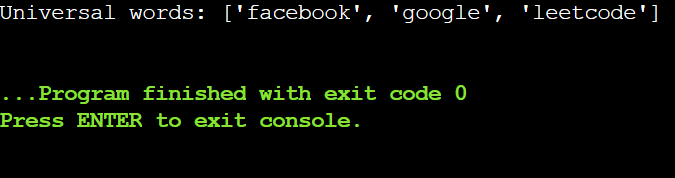 Universal words: ['facebook', 'google', 'leetcode']
...Program finished with exit code 0
Press ENTER to exit console.